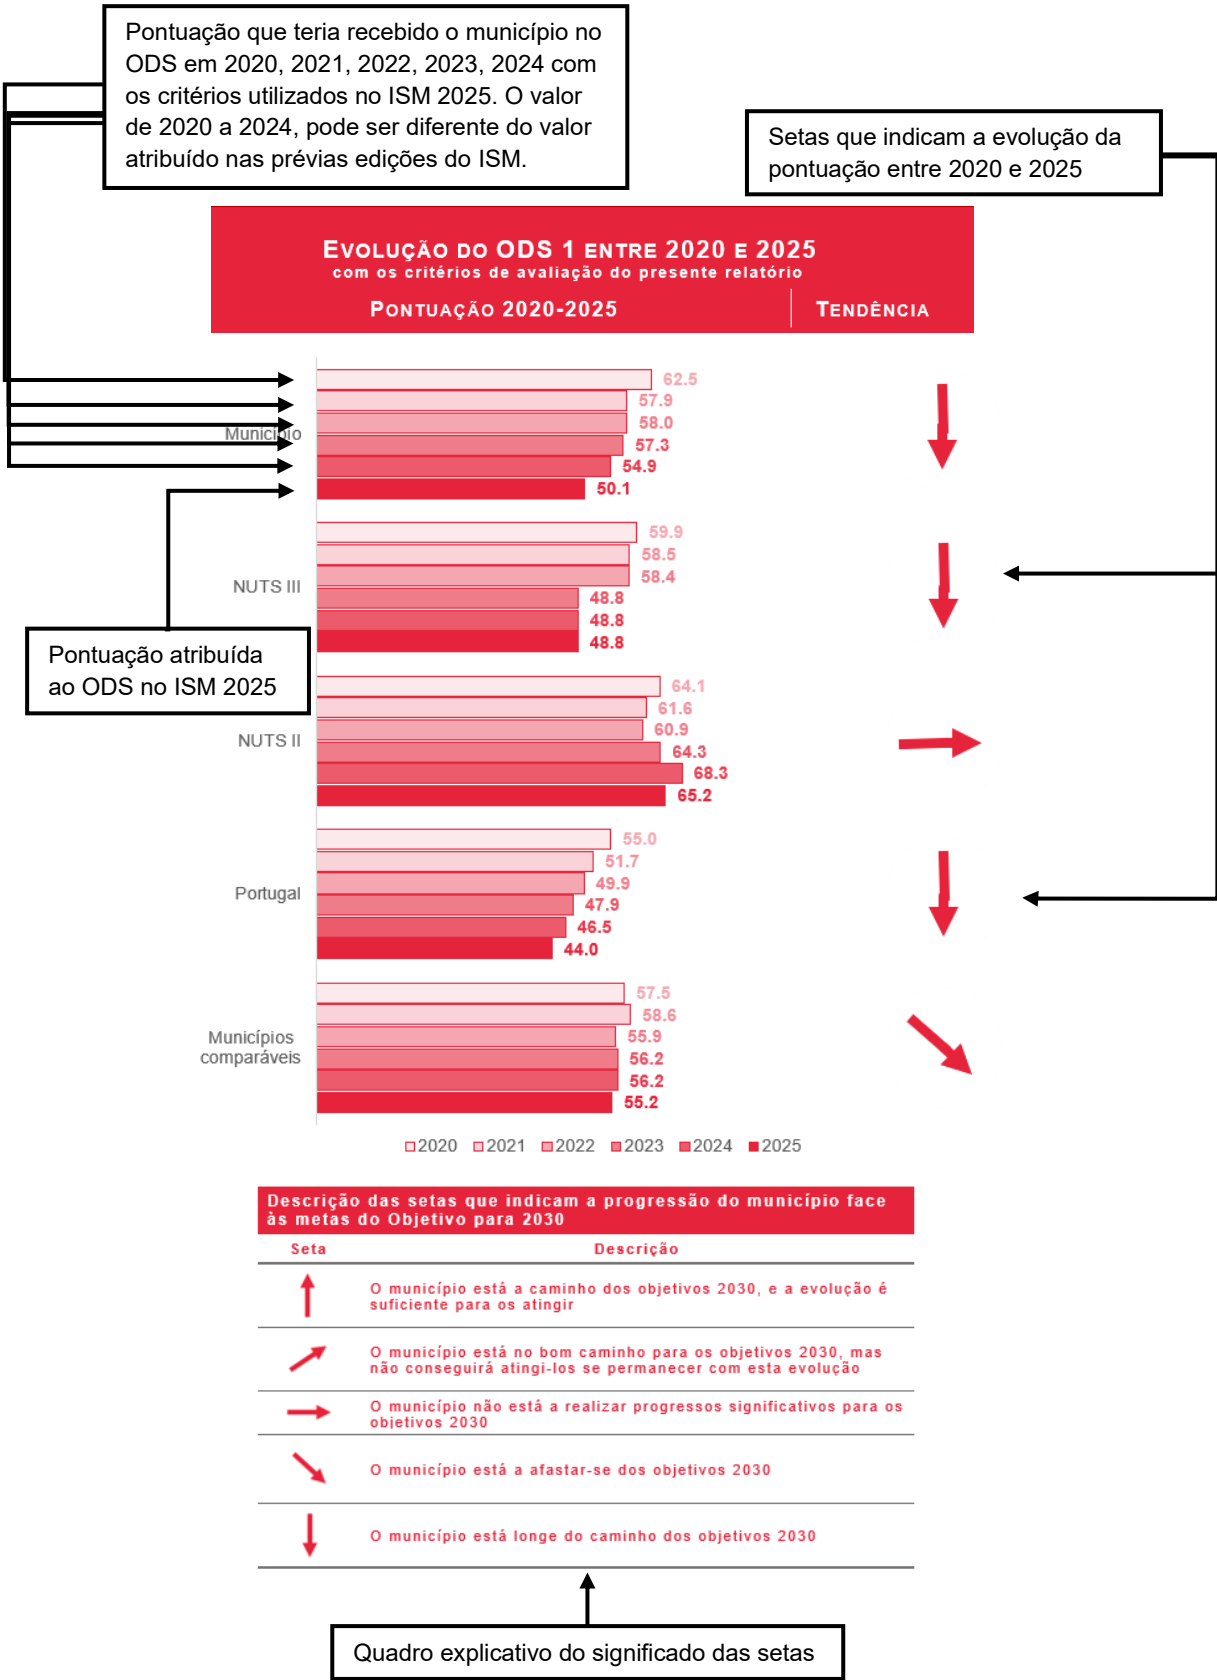 Pontuação que teria recebido o município no
ODS em 2020, 2021, 2022, 2023, 2024 com
os critérios utilizados no ISM 2025. O valor
de 2020 a 2024, pode ser diferente do valor
atribuído nas prévias edições do ISM.
Setas que indicam a evolução da
pontuação entre 2020 e 2025
EVOLUÇÃO DO ODS 1 ENTRE 2020 E 2025
com os critérios de avaliação do presente relatório
PONTUAÇÃO 2020-2025
TENDÊNCIA
Município
62.5
57.9
58.0
57.3
54.9
50.1
NUTS III
59.9
58.5
58.4
48.8
48.8
48.8
Pontuação atribuída
ao ODS no ISM 2025
NUTS II
64.1
61.6
60.9
64.3
68.3
65.2
Portugal
55.0
51.7
49.9
47.9
46.5
44.0
Municípios
comparáveis
57.5
58.6
55.9
56.2
56.2
55.2
2020 2021 2022 2023 2024 2025
Descrição das setas que indicam a progressão do município face
às metas do Objetivo para 2030
Seta Descrição
O município está a caminho dos objetivos 2030, e a evolução é
suficiente para os atingir
O município está no bom caminho para os objetivos 2030, mas
não conseguirá atingi-los se permanecer com esta evolução
O município não está a realizar progressos significativos para os
objetivos 2030
O município está a afastar-se dos objetivos 2030
O município está longe do caminho dos objetivos 2030
Quadro explicativo do significado das setas